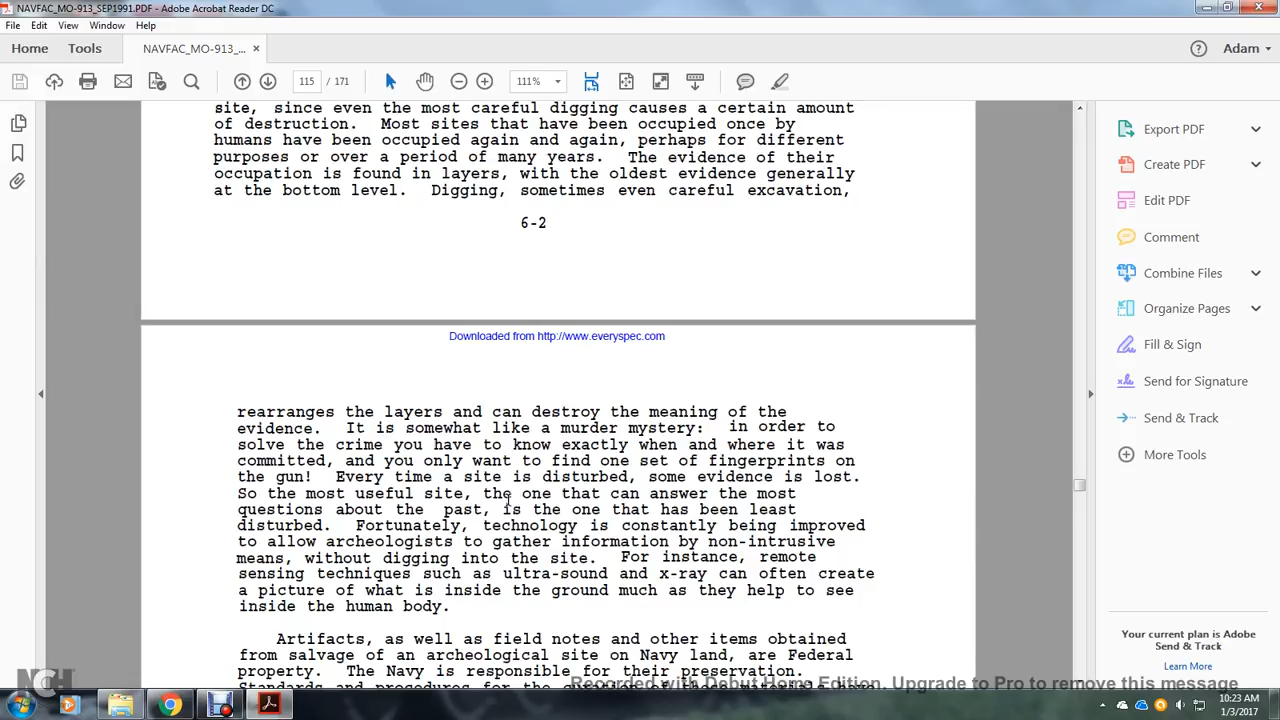 NAVFAC_MO-913_SEP1991.PDF - Adobe Acrobat Reader DC
File Edit View Window Help
Home Tools NAVFAC_MO-913_... × Adam
115 / 171 111%
site, since even the most careful digging causes a certain amount
of destruction. Most sites that have been occupied once by
humans have been occupied again and again, perhaps for different
purposes or over a period of many years. The evidence of their
occupation is found in layers, with the oldest evidence generally
at the bottom level. Digging, sometimes even careful excavation,
6-2
Downloaded from http://www.everyspec.com
rearranges the layers and can destroy the meaning of the
evidence. It is somewhat like a murder mystery: in order to
solve the crime you have to know exactly when and where it was
committed, and you only want to find one set of fingerprints on
the gun! Every time a site is disturbed, some evidence is lost.
So the most useful site, the one that can answer the most
questions about the past, is the one that has been least
disturbed. Fortunately, technology is constantly being improved
to allow archeologists to gather information by non-intrusive
means, without digging into the site. For instance, remote
sensing techniques such as ultra-sound and x-ray can often create
a picture of what is inside the ground much as they help to see
inside the human body.
Artifacts, as well as field notes and other items obtained
from salvage of an archeological site on Navy land, are Federal
property. The Navy is responsible for their preservation.
Standards and procedures for the
Export PDF
Create PDF
Edit PDF
Comment
Combine Files
Organize Pages
Fill & Sign
Send for Signature
Send & Track
More Tools
Your current plan is Adobe
Send & Track
Learn More
NCH
Recorded with Debut Home Edition. Upgrade to Pro to remove this message
10:23 AM
1/3/2017